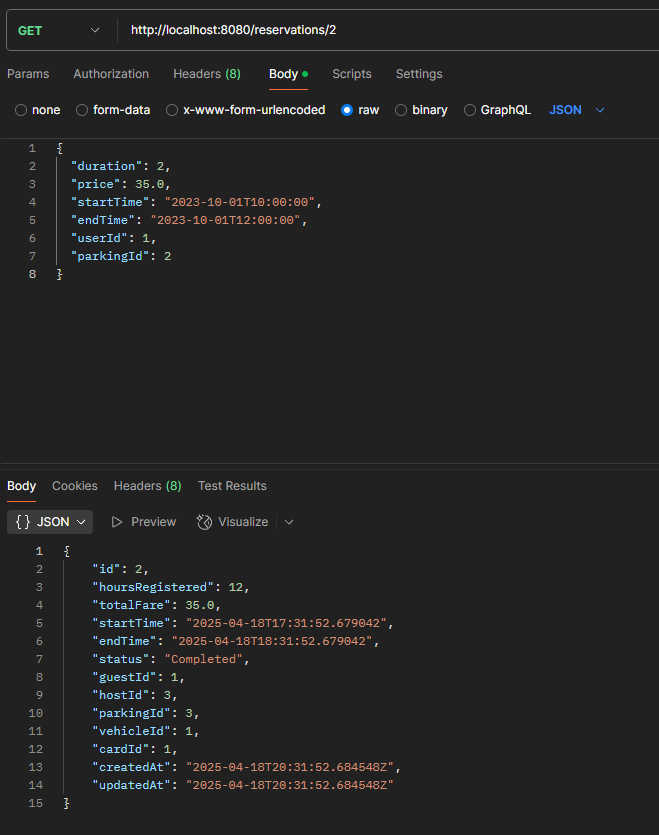 GET http://localhost:8080/reservations/2
Params Authorization Headers (8) Body Scripts Settings
none form-data x-www-form-urlencoded raw binary GraphQL JSON
1 {
2 "duration": 2,
3 "price": 35.0,
4 "startTime": "2023-10-01T10:00:00",
5 "endTime": "2023-10-01T12:00:00",
6 "userId": 1,
7 "parkingId": 2
8 }
Body Cookies Headers (8) Test Results
{} JSON Preview Visualize
1 {
2 "id": 2,
3 "hoursRegistered": 12,
4 "totalFare": 35.0,
5 "startTime": "2025-04-18T17:31:52.679042",
6 "endTime": "2025-04-18T18:31:52.679042",
7 "status": "Completed",
8 "guestId": 1,
9 "hostId": 3,
10 "parkingId": 3,
11 "vehicleId": 1,
12 "cardId": 1,
13 "createdAt": "2025-04-18T20:31:52.684548Z",
14 "updatedAt": "2025-04-18T20:31:52.684548Z"
15 }